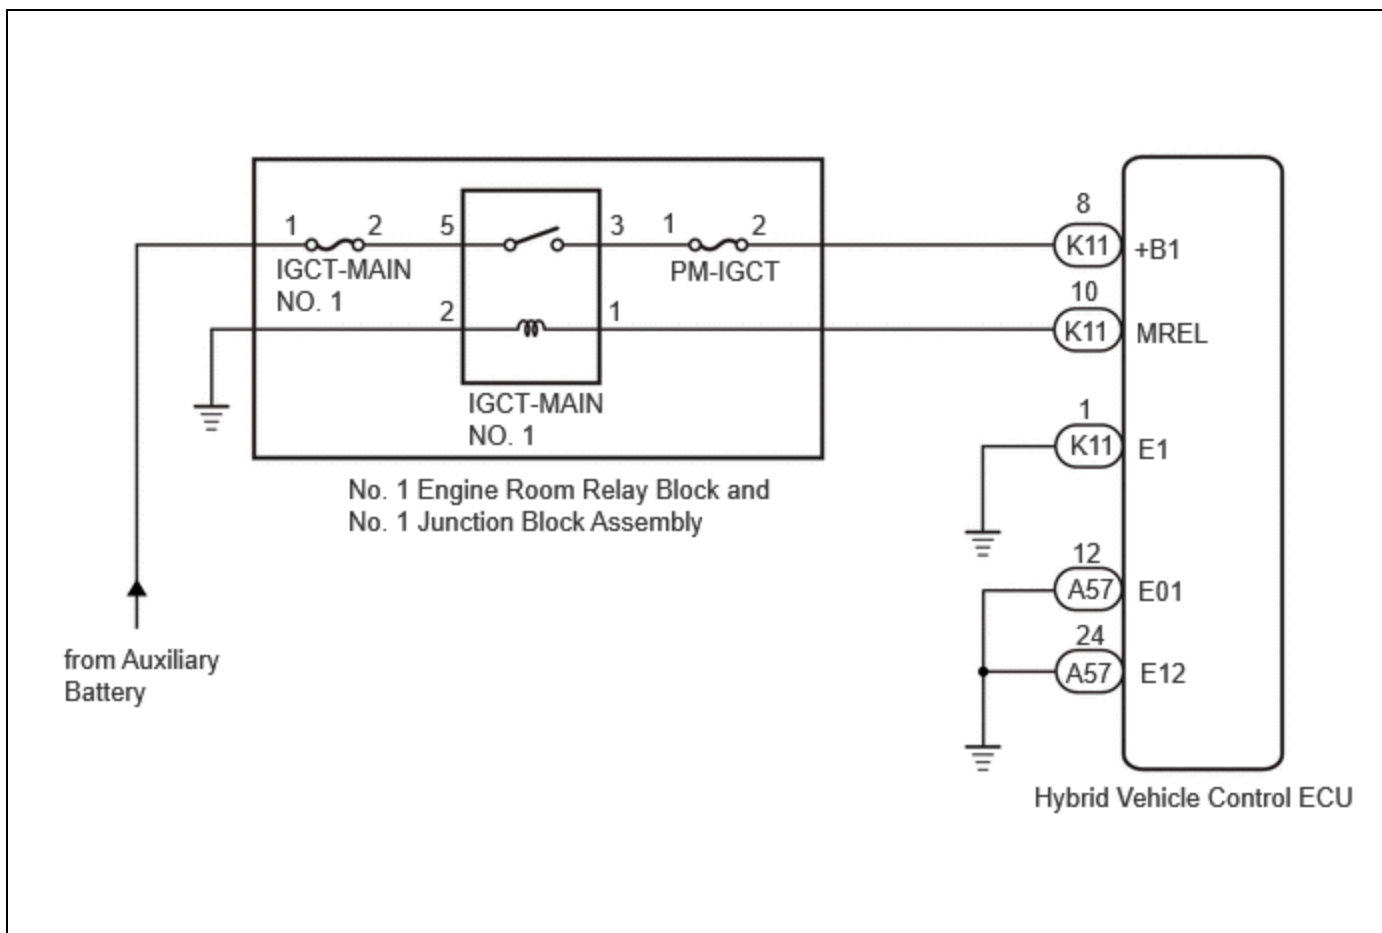 8
1 2 5 3 1 2
K11 +B1
IGCT-MAIN
NO. 1
PM-IGCT
10
2 1
K11 MREL
IGCT-MAIN
NO. 1
1
K11 E1
No. 1 Engine Room Relay Block and
No. 1 Junction Block Assembly
12
A57 E01
24
A57 E12
from Auxiliary
Battery
Hybrid Vehicle Control ECU